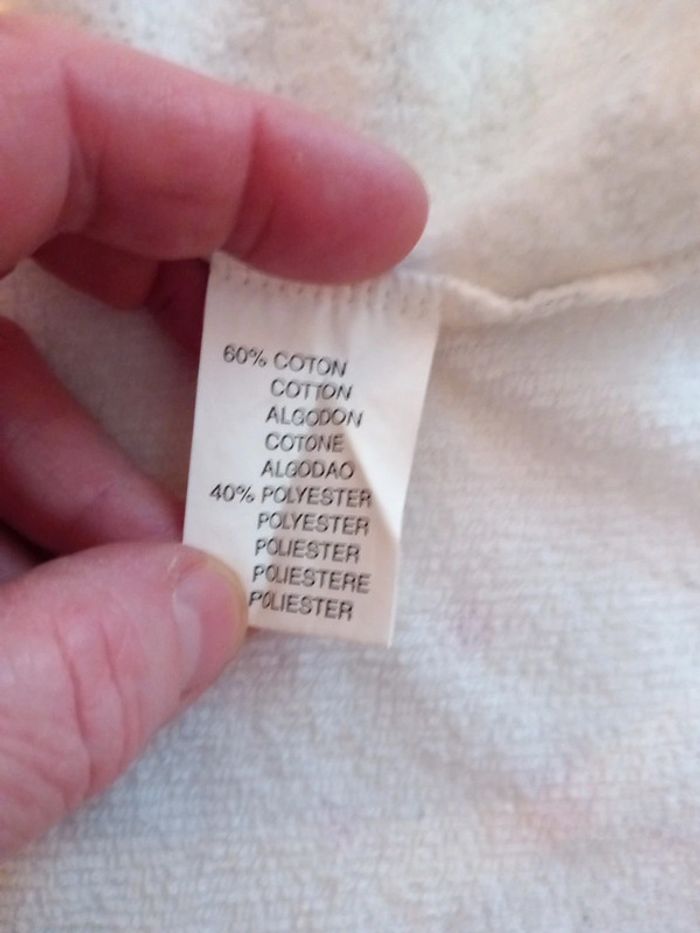 60% COTON
COTTON
ALGODON
COTONE
ALGODAO
40% POLYESTER
POLYESTER
POLIESTER
POLIESTERE
POLIESTER